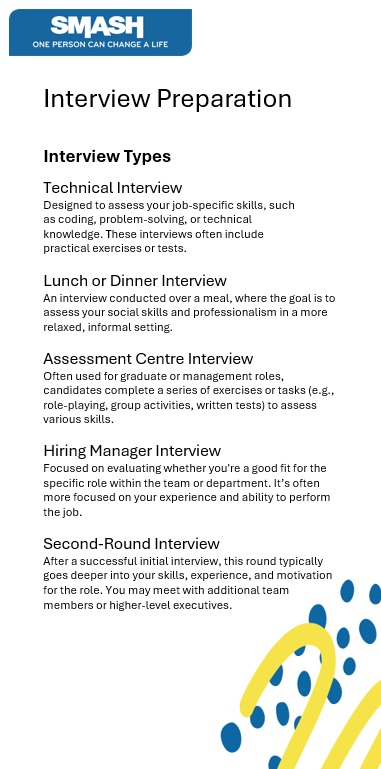 SMASH
ONE PERSON CAN CHANGE A LIFE
Interview Preparation
Interview Types
Technical Interview
Designed to assess your job-specific skills, such
as coding, problem-solving, or technical
knowledge. These interviews often include
practical exercises or tests.
Lunch or Dinner Interview
An interview conducted over a meal, where the goal is to
assess your social skills and professionalism in a more
relaxed, informal setting.
Assessment Centre Interview
Often used for graduate or management roles,
candidates complete a series of exercises or tasks (e.g.,
role-playing, group activities, written tests) to assess
various skills.
Hiring Manager Interview
Focused on evaluating whether you're a good fit for the
specific role within the team or department. It's often
more focused on your experience and ability to perform
the job.
Second-Round Interview
After a successful initial interview, this round typically
goes deeper into your skills, experience, and motivation
for the role. You may meet with additional team
members or higher-level executives.